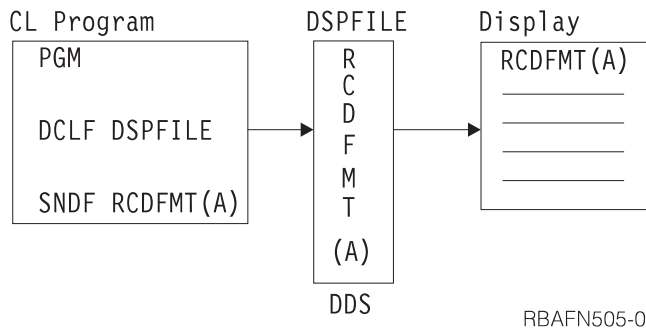 CL Program
PGM
DCLF DSPFILE
SNDF RCDFMT(A)
DSPFILE
R
C
D
F
M
T
(A)
DDS
Display
RCDFMT(A)
RBAFN505-0